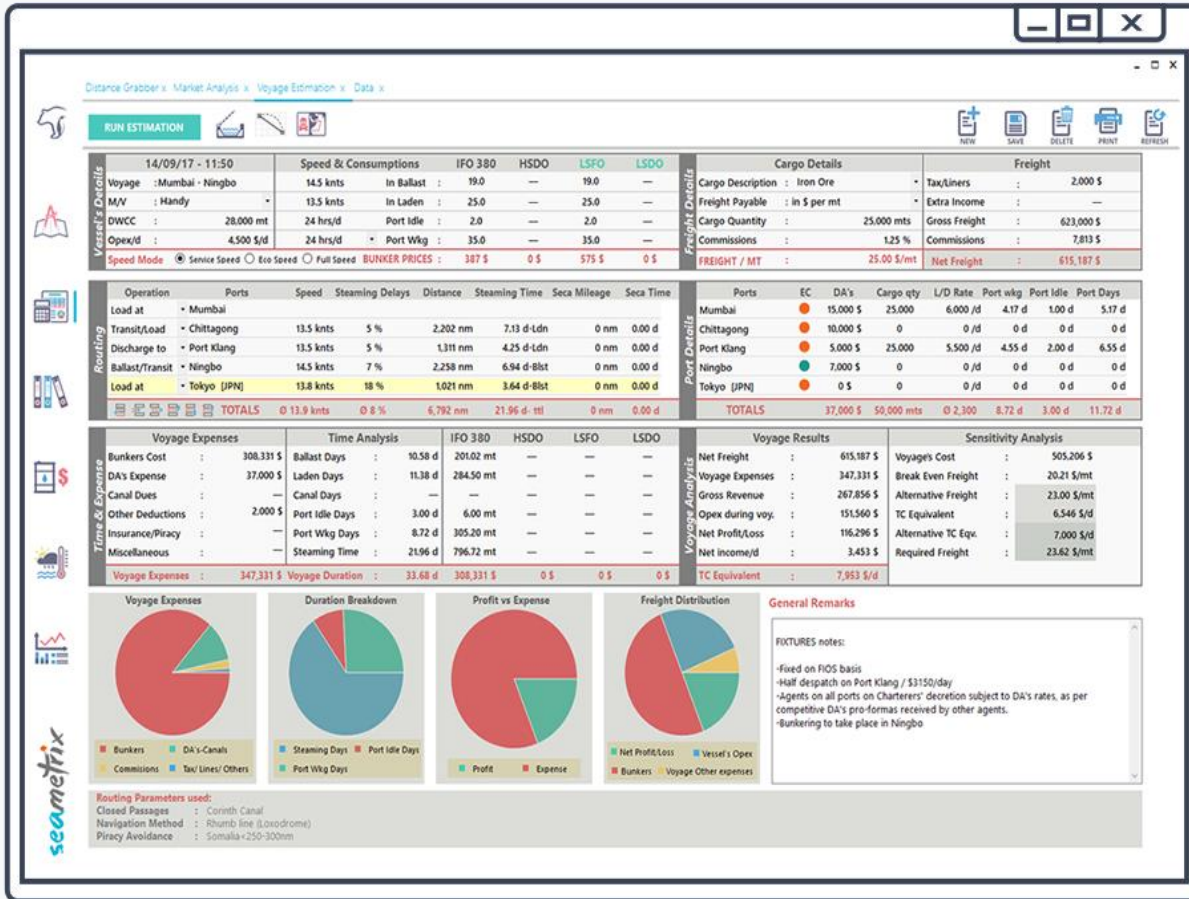 Distance Grabber x Market Analysis x Voyage Estimation x Data x
RUN ESTIMATION
NEW SAVE DELETE PRINT REFRESH
Vessel's Details
14/09/17 - 11:50 Speed & Consumptions IFO 380 HSDO LSFO LSDO
Voyage :Mumbai - Ningbo 14.5 knts In Ballast : 19.0 — 19.0 —
M/V : Handy 13.5 knts In Laden : 25.0 — 25.0 —
DWCC : 28,000 mt 24 hrs/d Port Idle : 2.0 — 2.0 —
Opex/d : 4,500 $/d 24 hrs/d Port Wkg : 35.0 — 35.0 —
Speed Mode Service Speed Eco Speed Full Speed BUNKER PRICES : 387 $ 0 $ 575 $ 0 $
Freight Details
Cargo Details Freight
Cargo Description : Iron Ore Tax/Liners : 2,000 $
Freight Payable : in $ per mt Extra Income : —
Cargo Quantity : 25,000 mts Gross Freight : 623,000 $
Commissions : 1.25 % Commissions : 7,813 $
FREIGHT / MT : 25.00 $/mt Net Freight : 615,187 $
Routing
Operation Ports Speed Steaming Delays Distance Steaming Time Seca Mileage Seca Time
Load at Mumbai
Transit/Load Chittagong 13.5 knts 5 % 2,202 nm 7.13 d-Ldn 0 nm 0.00 d
Discharge to Port Klang 13.5 knts 5 % 1,311 nm 4.25 d-Ldn 0 nm 0.00 d
Ballast/Transit Ningbo 14.5 knts 7 % 2,258 nm 6.94 d-Blst 0 nm 0.00 d
Load at Tokyo [JPN] 13.8 knts 18 % 1,021 nm 3.64 d-Blst 0 nm 0.00 d
TOTALS Ø 13.9 knts Ø 8 % 6,792 nm 21.96 d- ttl 0 nm 0.00 d
Port Details
Ports EC DA's Cargo qty L/D Rate Port wkg Port Idle Port Days
Mumbai 15,000 $ 25,000 6,000 /d 4.17 d 1.00 d 5.17 d
Chittagong 10,000 $ 0 0 /d 0 d 0 d 0 d
Port Klang 5,000 $ 25,000 5,500 /d 4.55 d 2.00 d 6.55 d
Ningbo 7,000 $ 0 0 /d 0 d 0 d 0 d
Tokyo [JPN] 0 $ 0 0 /d 0 d 0 d 0 d
TOTALS 37,000 $ 50,000 mts Ø 2,300 8.72 d 3.00 d 11.72 d
Time & Expense
Voyage Expenses Time Analysis IFO 380 HSDO LSFO LSDO
Bunkers Cost : 308,331 $ Ballast Days : 10.58 d 201.02 mt — — —
DA's Expense : 37,000 $ Laden Days : 11.38 d 284.50 mt — — —
Canal Dues : — Canal Days : — — — — —
Other Deductions : 2,000 $ Port Idle Days : 3.00 d 6.00 mt — — —
Insurance/Piracy : — Port Wkg Days : 8.72 d 305.20 mt — — —
Miscellaneous : — Steaming Time : 21.96 d 796.72 mt — — —
Voyage Expenses : 347,331 $ Voyage Duration : 33.68 d 308,331 $ 0 $ 0 $ 0 $
Voyage Analysis
Voyage Results Sensitivity Analysis
Net Freight : 615,187 $ Voyage's Cost : 505,206 $
Voyage Expenses : 347,331 $ Break Even Freight : 20.21 $/mt
Gross Revenue : 267,856 $ Alternative Freight : 23.00 $/mt
Opex during voy. : 151,560 $ TC Equivalent : 6,546 $/d
Net Profit/Loss : 116,296 $ Alternative TC Eqv. : 7,000 $/d
Net income/d : 3,453 $ Required Freight : 23.62 $/mt
TC Equivalent : 7,953 $/d
Voyage Expenses
Bunkers DA's-Canals
Commisions Tax/ Lines/ Others
Duration Breakdown
Steaming Days Port Idle Days
Port Wkg Days
Profit vs Expense
Profit Expense
Freight Distribution
Net Profit/Loss Vessel's Opex
Bunkers Voyage Other expenses
General Remarks
FIXTURES notes:
-Fixed on FIOS basis
-Half despatch on Port Klang / $3150/day
-Agents on all ports on Charterers' decretion subject to DA's rates, as per
competitive DA's pro-formas received by other agents.
-Bunkering to take place in Ningbo
Routing Parameters used:
Closed Passages : Corinth Canal
Navigation Method : Rhumb line (Loxodrome)
Piracy Avoidance : Somalia<250-300nm
seametrix